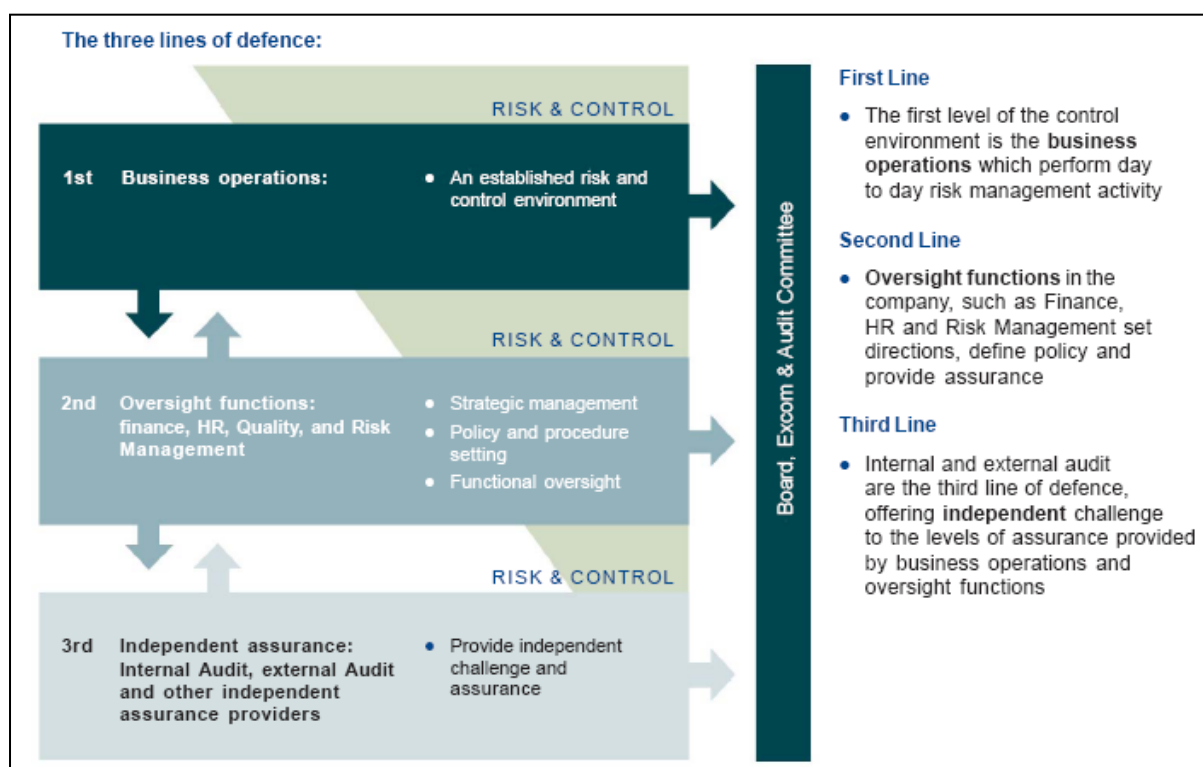 The three lines of defence:
RISK & CONTROL
1st Business operations:
● An established risk and
control environment
RISK & CONTROL
2nd Oversight functions:
finance, HR, Quality, and Risk
Management
● Strategic management
● Policy and procedure
setting
● Functional oversight
RISK & CONTROL
3rd Independent assurance:
Internal Audit, external Audit
and other independent
assurance providers
● Provide independent
challenge and
assurance
Board, Excom & Audit Committee
First Line
● The first level of the control
environment is the business
operations which perform day
to day risk management activity
Second Line
● Oversight functions in the
company, such as Finance,
HR and Risk Management set
directions, define policy and
provide assurance
Third Line
● Internal and external audit
are the third line of defence,
offering independent challenge
to the levels of assurance provided
by business operations and
oversight functions